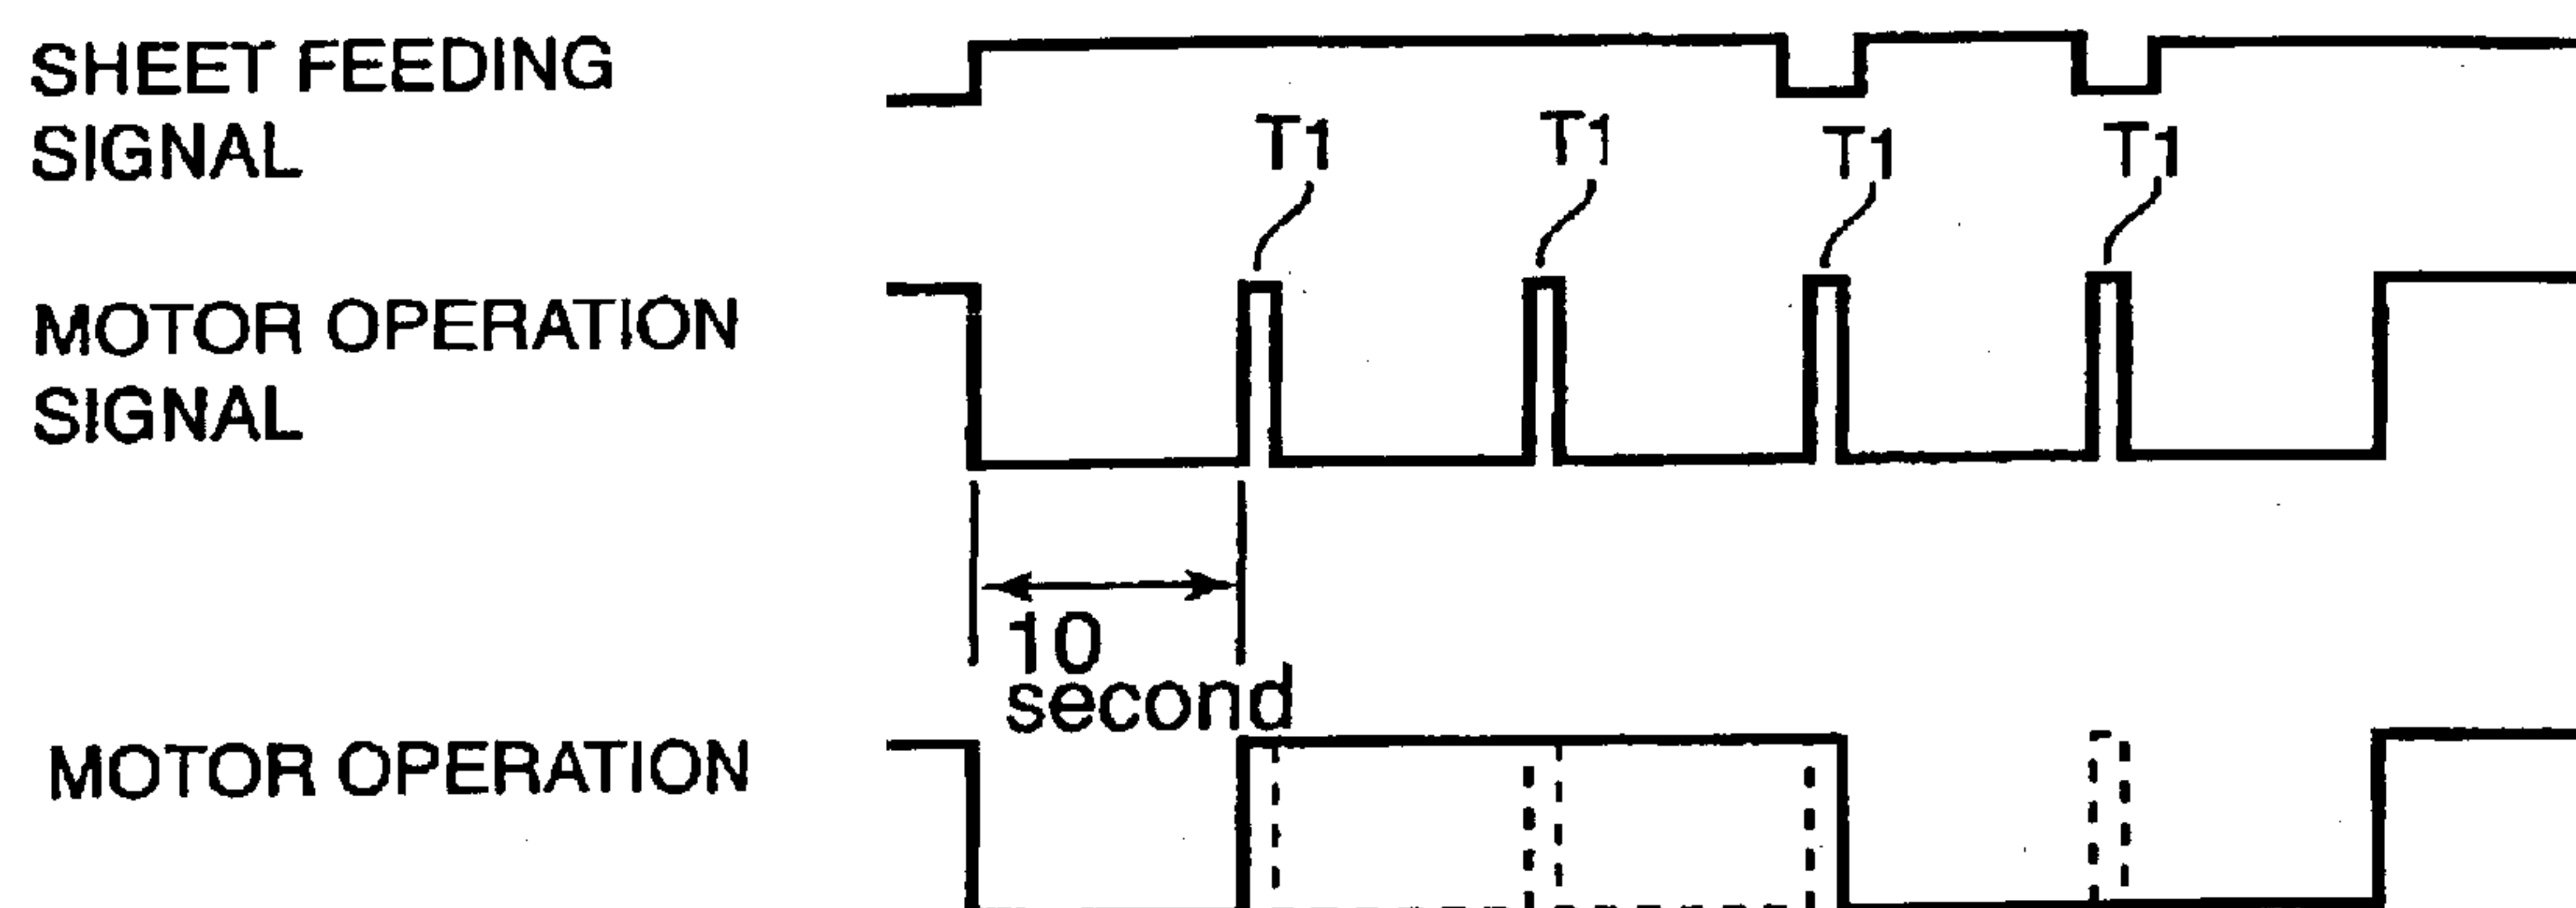 SHEET FEEDING
SIGNAL
T1 T1 T1 T1
MOTOR OPERATION
SIGNAL
10
second
MOTOR OPERATION